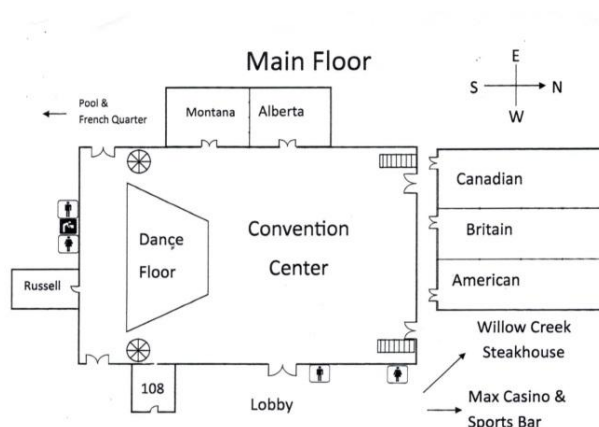 Main Floor
E
S N
W
Pool &
French Quarter
Montana
Alberta
Canadian
Convention
Center
Britain
Dance
Floor
American
Russell
Willow Creek
Steakhouse
108
Lobby
Max Casino &
Sports Bar